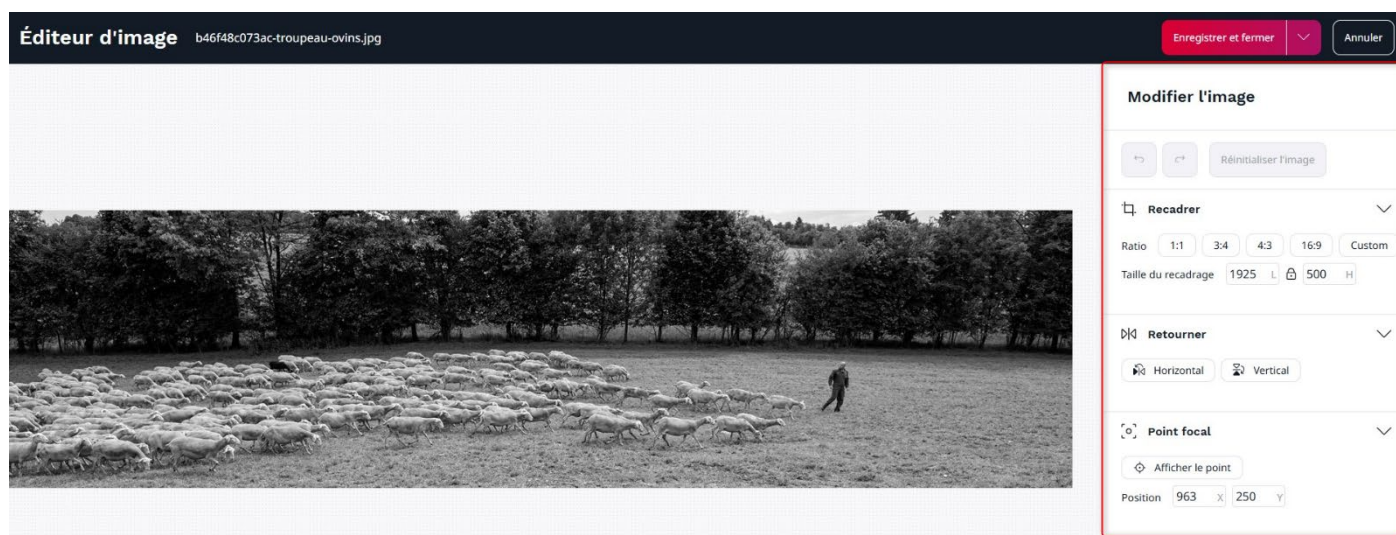 Éditeur d'image b46f48c073ac-troupeau-ovins.jpg Enregistrer et fermer Annuler
Modifier l'image
Réinitialiser l'image
Recadrer
Ratio 1:1 3:4 4:3 16:9 Custom
Taille du recadrage 1925 L 500 H
Retourner
Horizontal Vertical
Point focal
Afficher le point
Position 963 X 250 Y